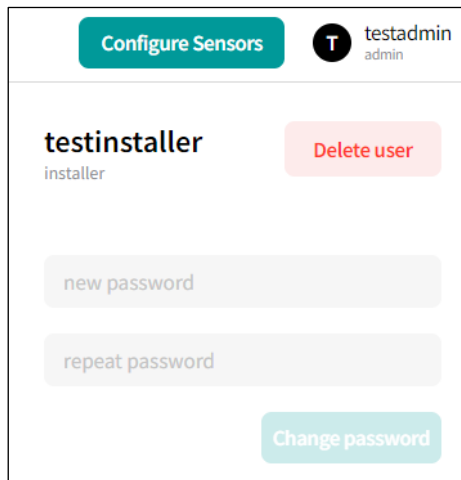 Configure Sensors
T
testadmin
admin
testinstaller
installer
Delete user
new password
repeat password
Change password